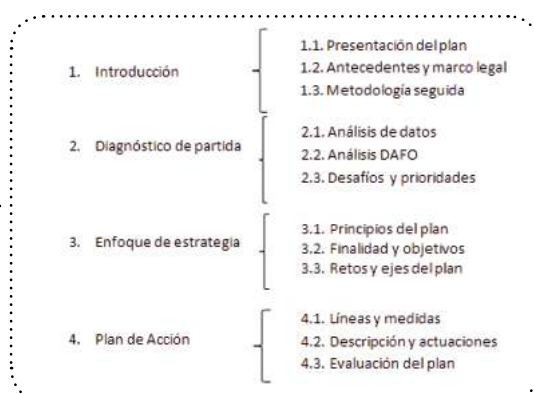 1. Introducción
1.1. Presentación del plan
1.2. Antecedentes y marco legal
1.3. Metodología seguida
2. Diagnóstico de partida
2.1. Análisis de datos
2.2. Análisis DAFO
2.3. Desafíos y prioridades
3. Enfoque de estrategia
3.1. Principios del plan
3.2. Finalidad y objetivos
3.3. Retos y ejes del plan
4. Plan de Acción
4.1. Líneas y medidas
4.2. Descripción y actuaciones
4.3. Evaluación del plan